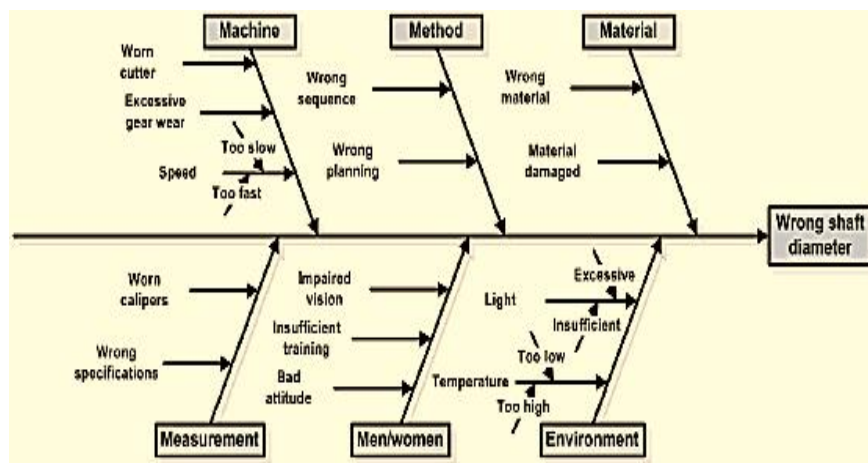 Machine
Method
Material
Worn
cutter
Excessive
gear wear
Too slow
Speed
Too fast
Wrong
sequence
Wrong
planning
Wrong
material
Material
damaged
Wrong shaft
diameter
Worn
calipers
Wrong
specifications
Impaired
vision
Insufficient
training
Bad
attitude
Excessive
Light
Insufficient
Too low
Temperature
Too high
Measurement
Men/women
Environment